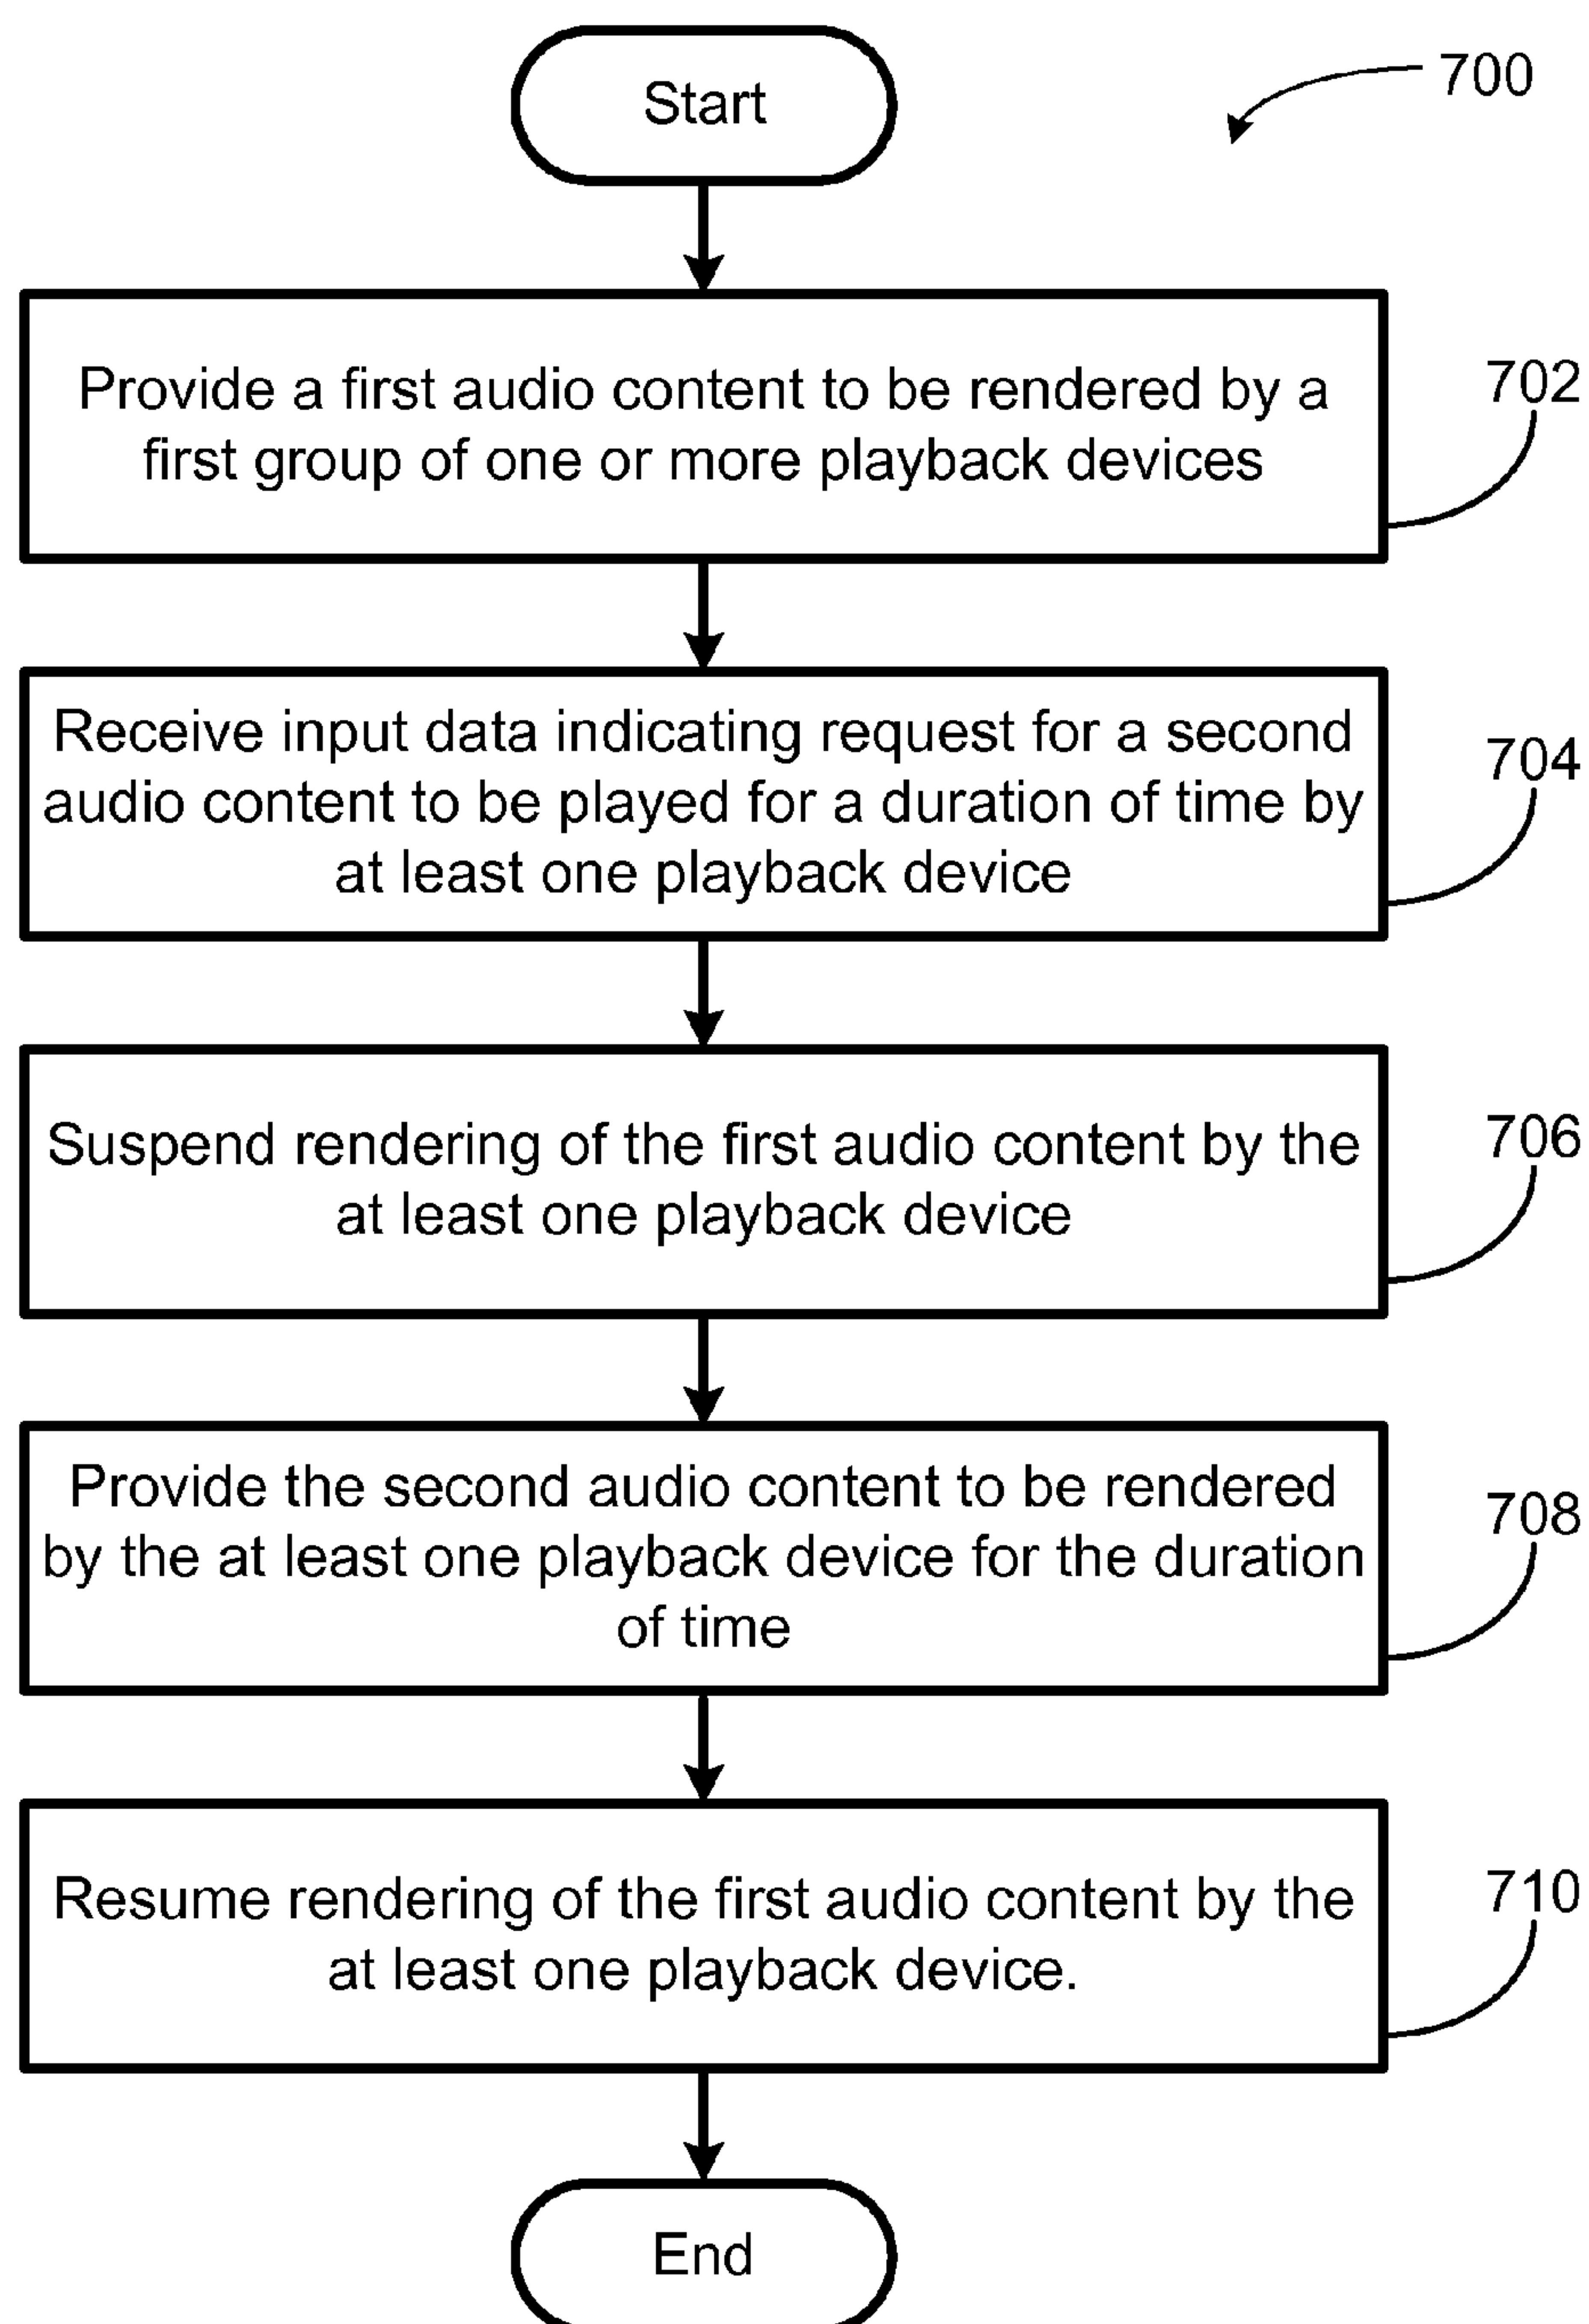 Start
700
Provide a first audio content to be rendered by a
first group of one or more playback devices
702
Receive input data indicating request for a second
audio content to be played for a duration of time by
at least one playback device
704
Suspend rendering of the first audio content by the
at least one playback device
706
Provide the second audio content to be rendered
by the at least one playback device for the duration
of time
708
Resume rendering of the first audio content by the
at least one playback device.
710
End